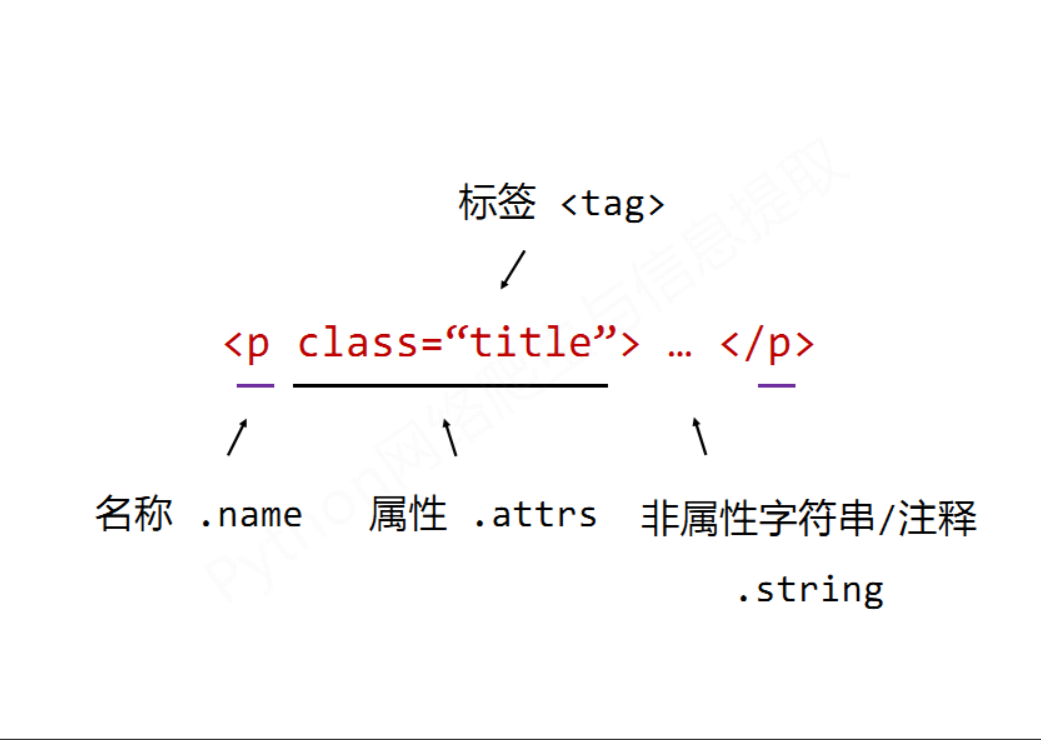 标签 <tag>
<p class=“title”> … </p>
名称 .name
属性 .attrs
非属性字符串/注释
.string
Python网络爬虫与信息提取